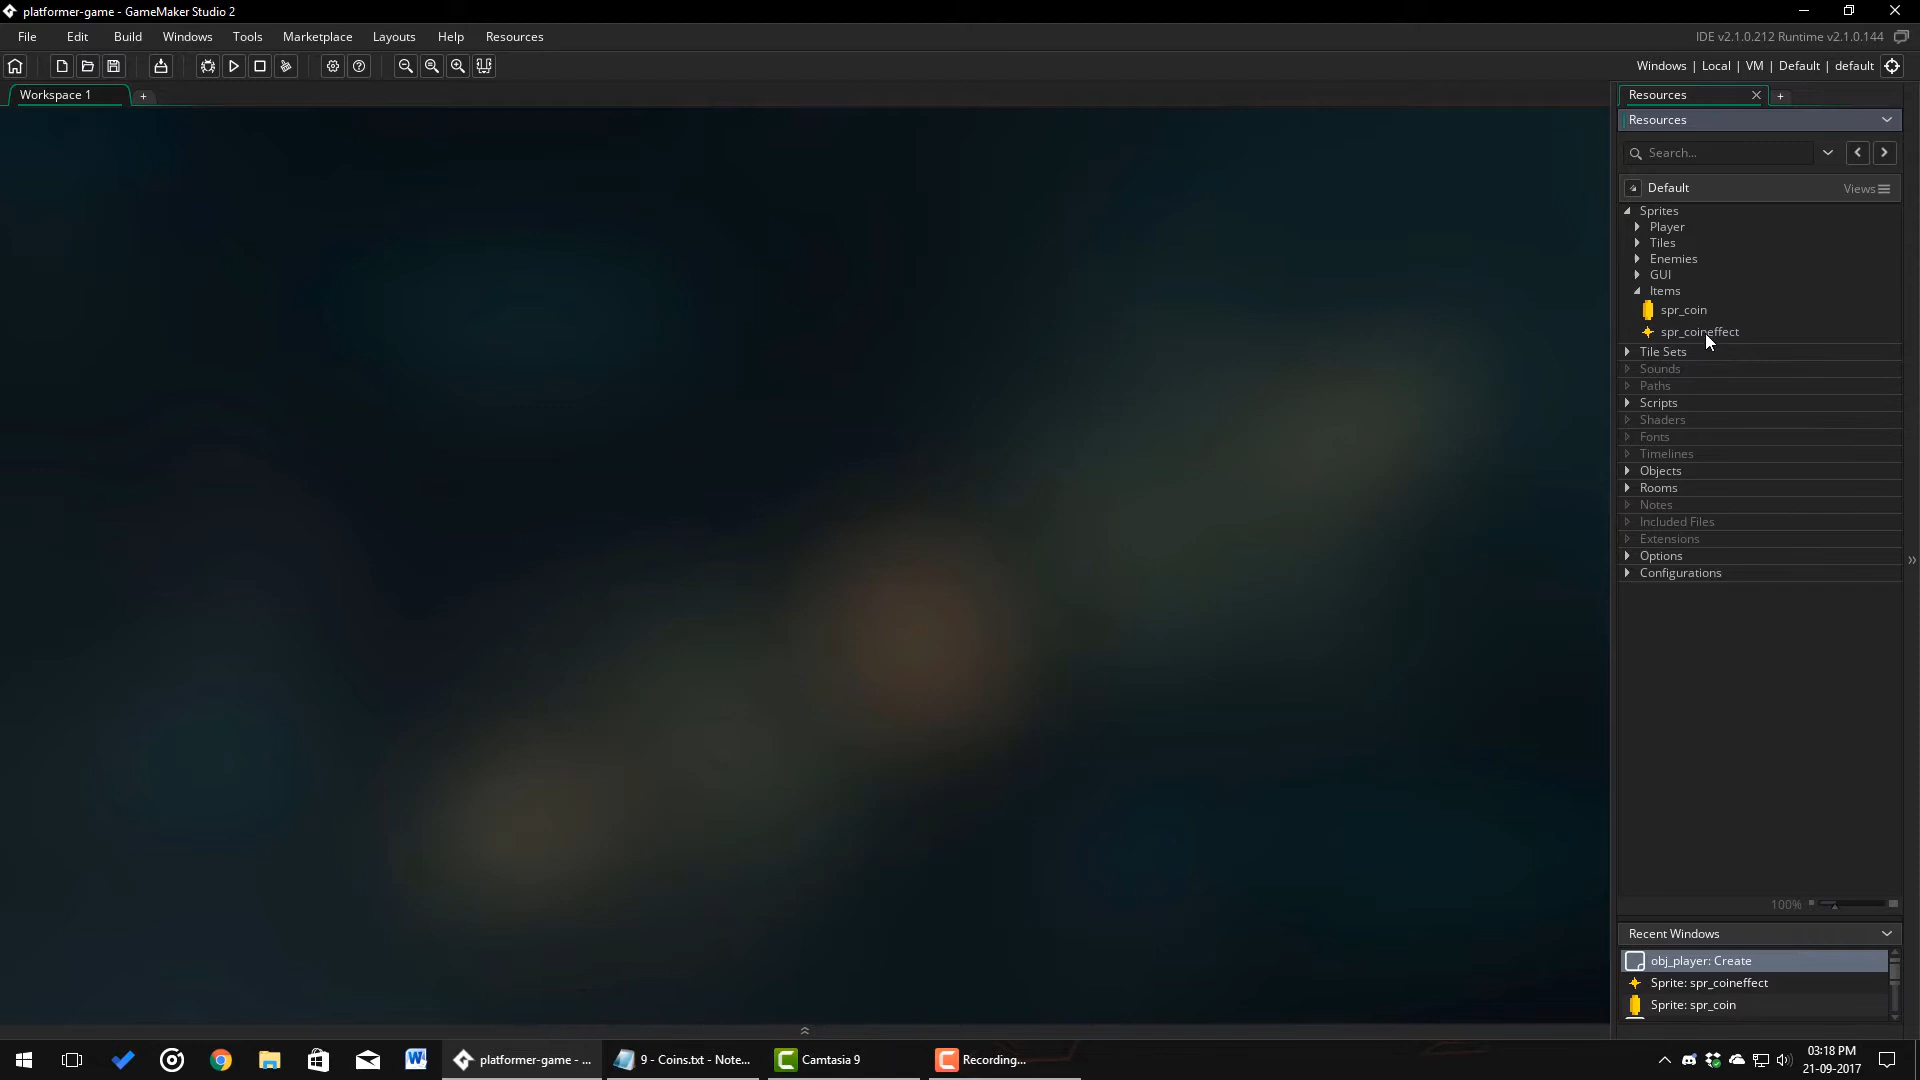 platformer-game - GameMaker Studio 2
File Edit Build Windows Tools Marketplace Layouts Help Resources
IDE v2.1.0.212 Runtime v2.1.0.144
Windows | Local | VM | Default | default
Workspace 1
+
Resources
+
Resources
Search...
Default
Views
Sprites
Player
Tiles
Enemies
GUI
Items
spr_coin
spr_coineffect
Tile Sets
Sounds
Paths
Scripts
Shaders
Fonts
Timelines
Objects
Rooms
Notes
Included Files
Extensions
Options
Configurations
100%
Recent Windows
obj_player: Create
Sprite: spr_coineffect
Sprite: spr_coin
platformer-game - ...
9 - Coins.txt - Note...
Camtasia 9
Recording...
03:18 PM
21-09-2017